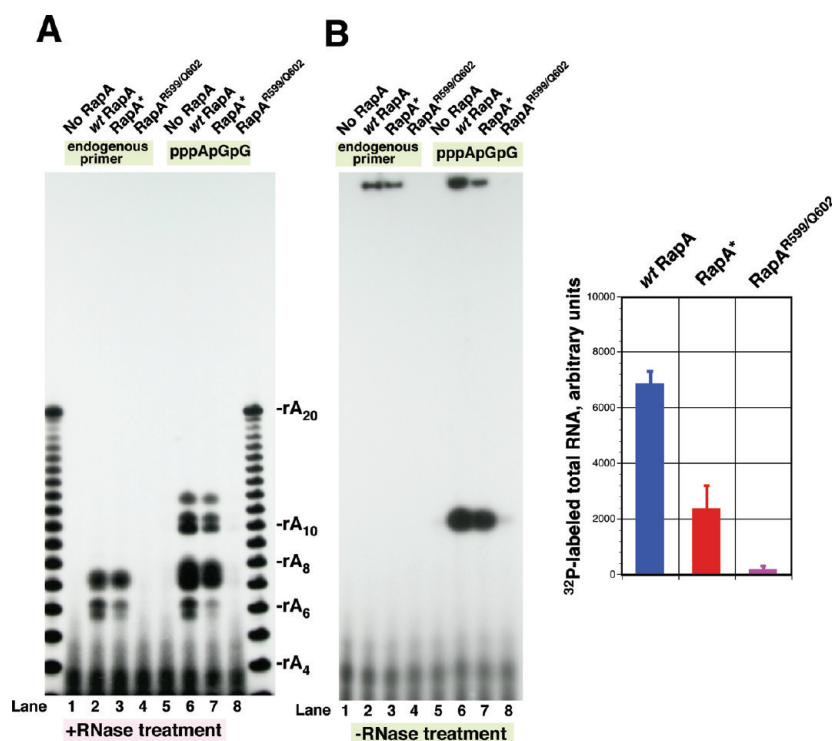 A
B
No RapA
wt RapA
RapA*
RapA^R599/Q602
No RapA
wt RapA
RapA*
RapA^R599/Q602
endogenous
primer
pppApGpG
No RapA
wt RapA
RapA*
RapA^R599/Q602
No RapA
wt RapA
RapA*
RapA^R599/Q602
endogenous
primer
pppApGpG
-rA20
-rA10
-rA8
-rA6
-rA4
Lane 1 2 3 4 5 6 7 8
+RNase treatment
Lane 1 2 3 4 5 6 7 8
-RNase treatment
wt RapA
RapA*
RapA^R599/Q602
32P-labeled total RNA, arbitrary units
10000
8000
6000
4000
2000
0